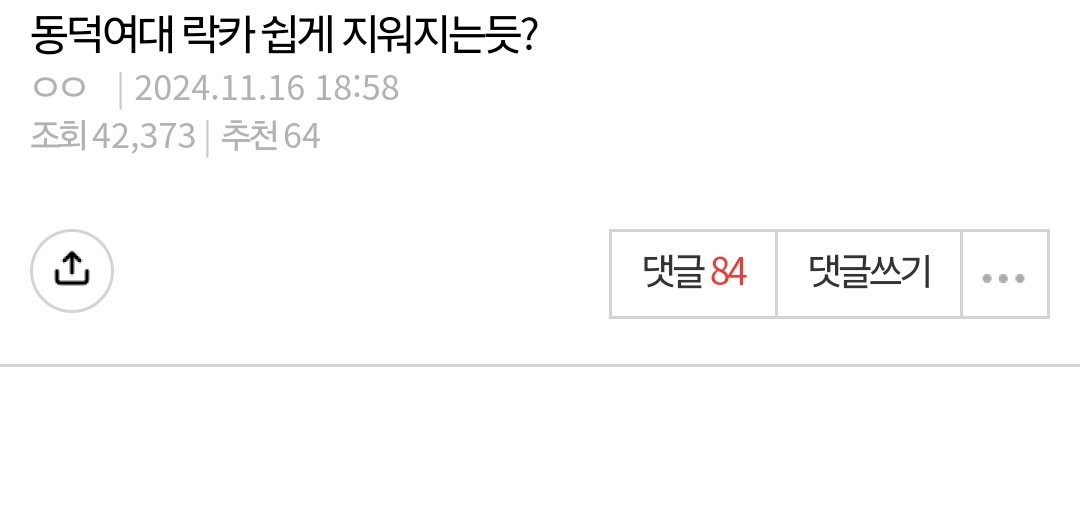 동덕여대 락카 쉽게 지워지는듯?
ㅇㅇ | 2024.11.16 18:58
조회 42,373 | 추천 64
댓글 84 댓글쓰기